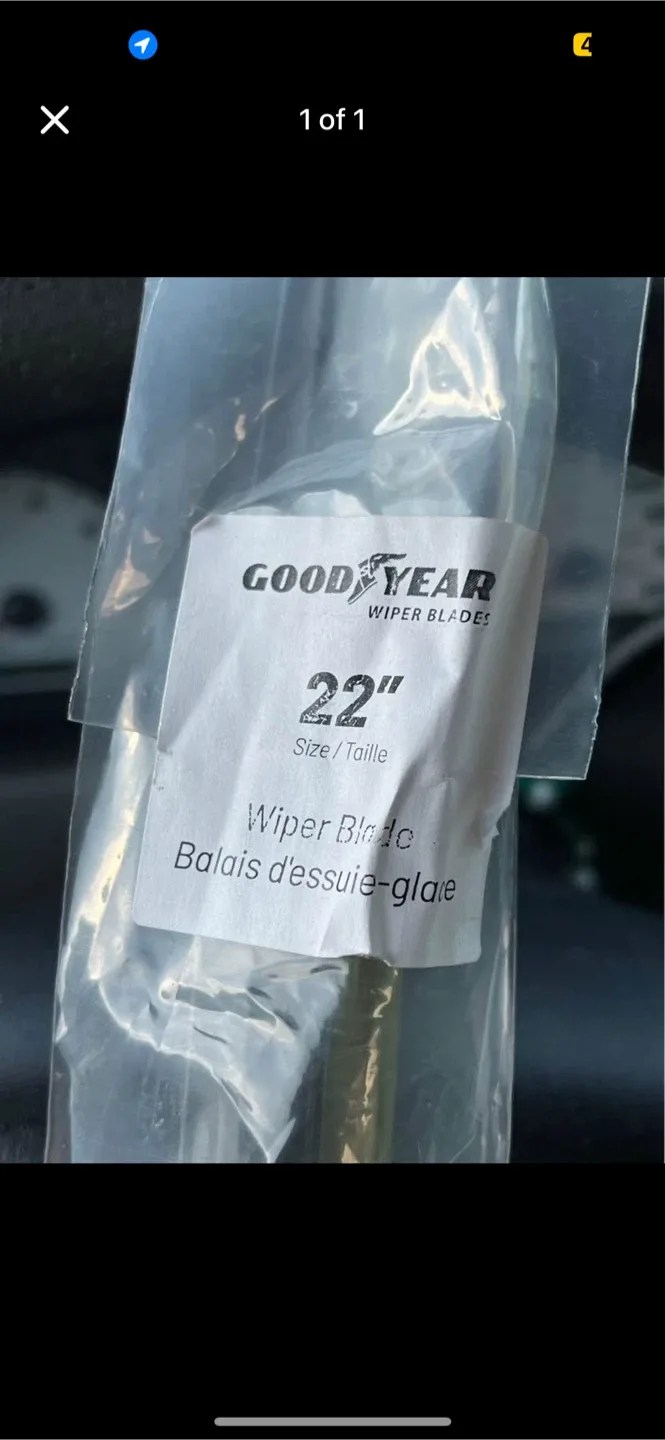 1 of 1
GOODYEAR
WIPER BLADES
22"
Size / Taille
Wiper Blade
Balais d'essuie-glace